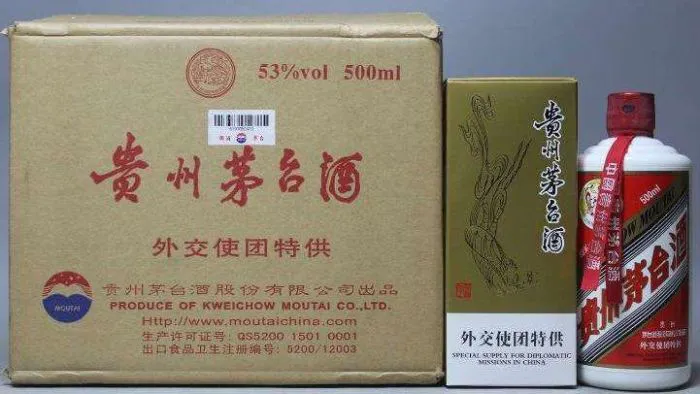 53%vol 500ml
贵州茅台酒
外交使团特供
MOUTAI
贵州茅台酒股份有限公司出品
PRODUCE OF KWEICHOW MOUTAI CO.,LTD.
Http://www.moutaichina.com
生产许可证号：QS5200 1501 0001
出口食品卫生注册编号：5200/12003
贵州茅台酒
外交使团特供
SPECIAL SUPPLY FOR DIPLOMATIC
MISSIONS IN CHINA
500ml
贵州茅台酒
外交使团特供